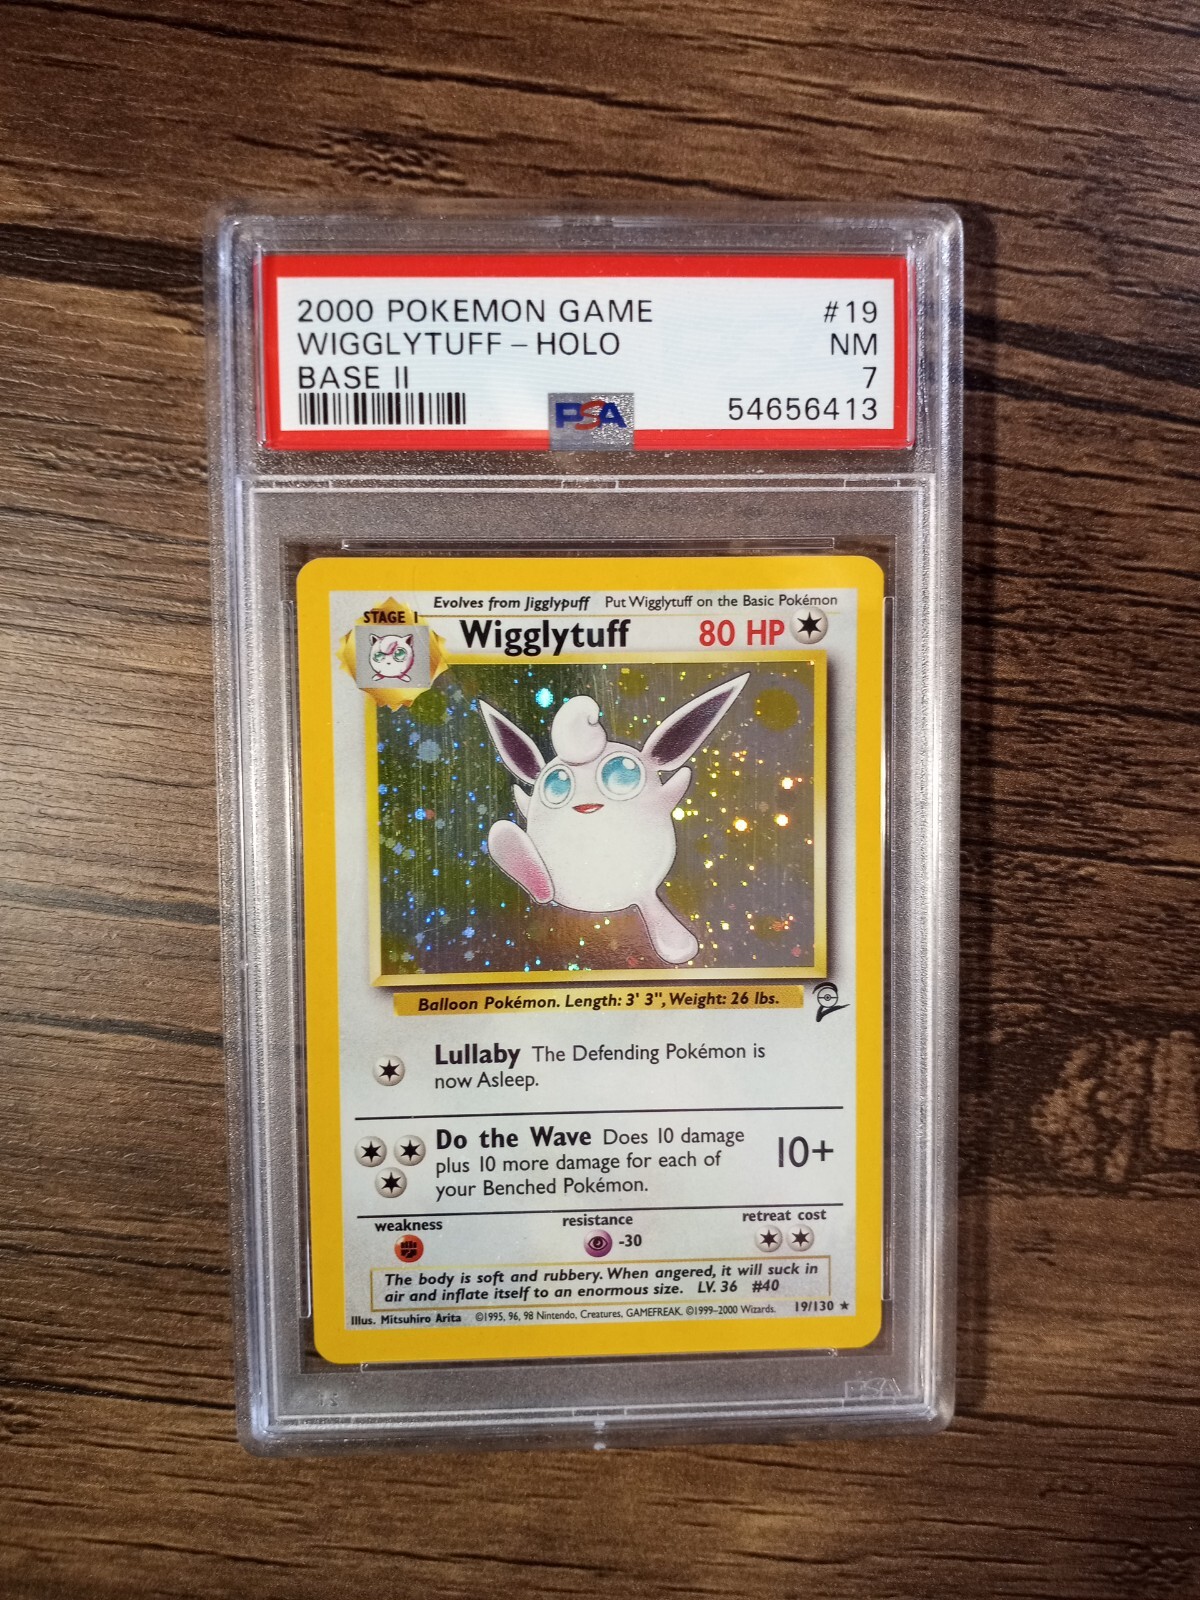 2000 POKEMON GAME #19
WIGGLYTUFF - HOLO NM
BASE II 7
PSA 54656413
Evolves from Jigglypuff Put Wigglytuff on the Basic Pokémon
STAGE 1
Wigglytuff 80 HP
Balloon Pokémon. Length: 3' 3", Weight: 26 lbs.
Lullaby The Defending Pokémon is
now Asleep.
Do the Wave Does 10 damage
plus 10 more damage for each of
your Benched Pokémon.
10+
weakness resistance retreat cost
-30
The body is soft and rubbery. When angered, it will suck in
air and inflate itself to an enormous size. LV. 36 #40
Illus. Mitsuhiro Arita ©1995, 96, 98 Nintendo, Creatures, GAMEFREAK. ©1999-2000 Wizards. 19/130 ★
PSA